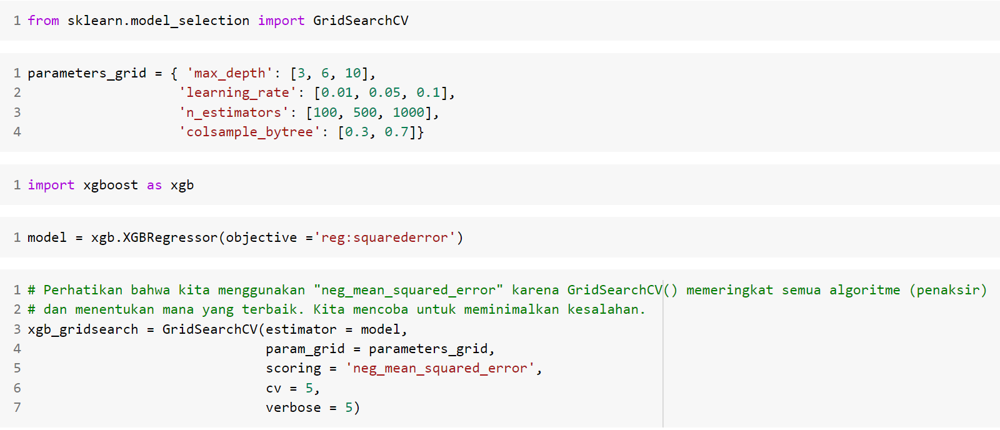 1 from sklearn.model_selection import GridSearchCV
1 parameters_grid = { 'max_depth': [3, 6, 10],
2                    'learning_rate': [0.01, 0.05, 0.1],
3                    'n_estimators': [100, 500, 1000],
4                    'colsample_bytree': [0.3, 0.7]}
1 import xgboost as xgb
1 model = xgb.XGBRegressor(objective ='reg:squarederror')
1 # Perhatikan bahwa kita menggunakan "neg_mean_squared_error" karena GridSearchCV() memeringkat semua algoritme (penaksir)
2 # dan menentukan mana yang terbaik. Kita mencoba untuk meminimalkan kesalahan.
3 xgb_gridsearch = GridSearchCV(estimator = model,
4                               param_grid = parameters_grid,
5                               scoring = 'neg_mean_squared_error',
6                               cv = 5,
7                               verbose = 5)